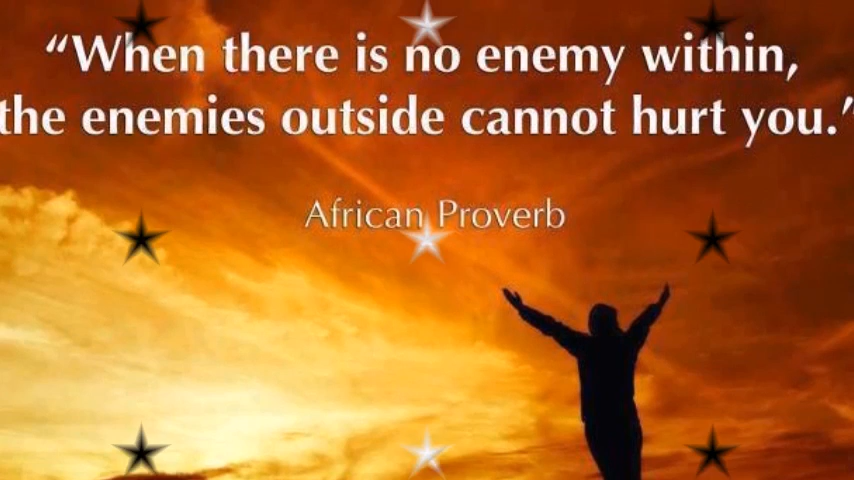 “When there is no enemy within,
the enemies outside cannot hurt you.”
African Proverb